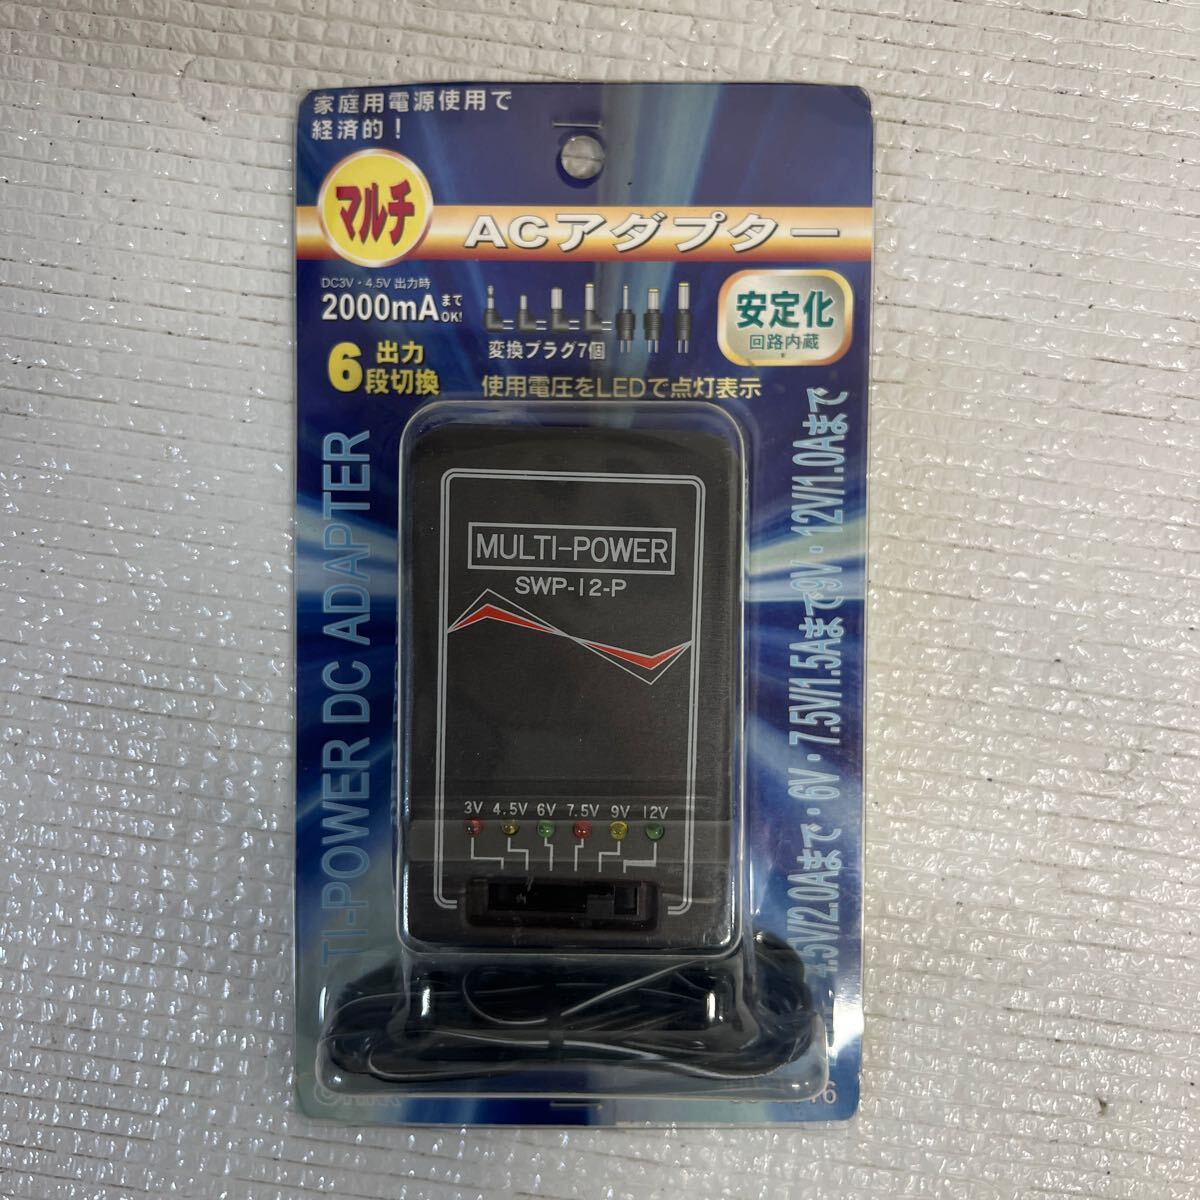 家庭用電源使用で
経済的！
マルチ
ACアダプター
DC3V・4.5V 出力時
2000mAまで
OK!
変換プラグ7個
安定化
回路内蔵
6出力
段切換
使用電圧をLEDで点灯表示
TI-POWER DC ADAPTER
4.5V/2.0Aまで・6V・7.5V/1.5Aまで9V・12V/1.0Aまで
MULTI-POWER
SWP-12-P
3V 4.5V 6V 7.5V 9V 12V